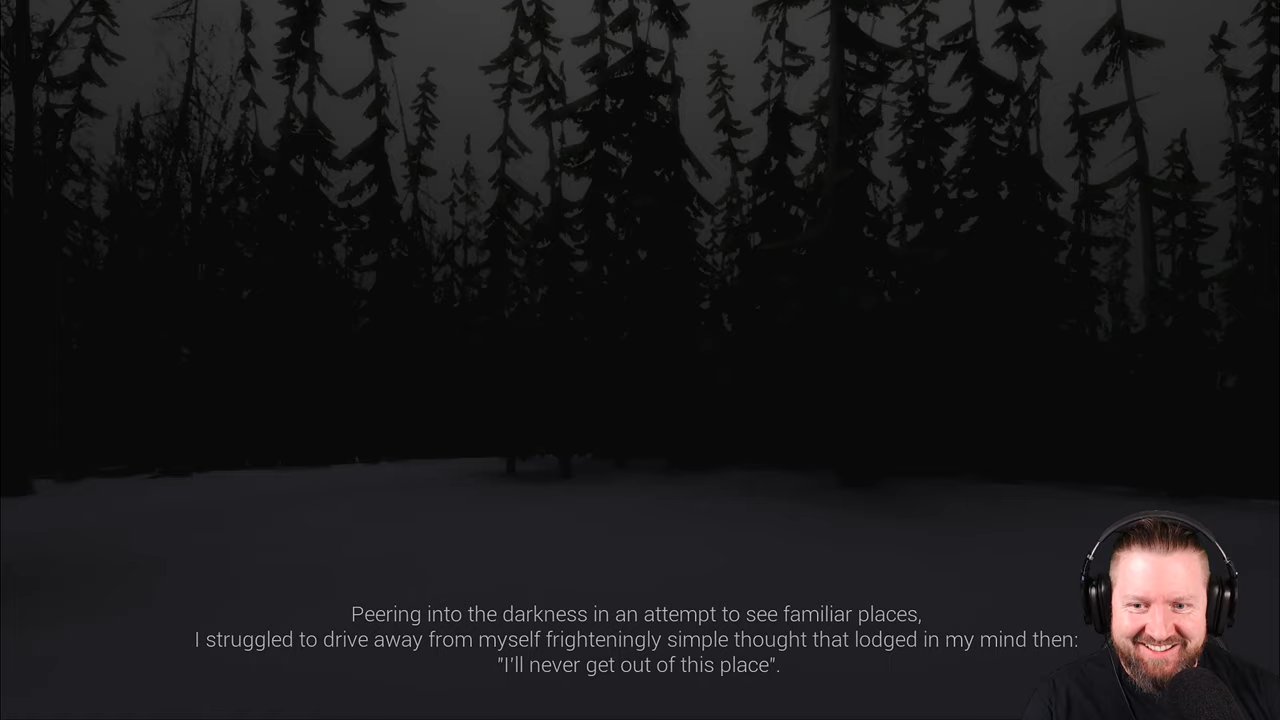 Peering into the darkness in an attempt to see familiar places,
I struggled to drive away from myself frighteningly simple thought that lodged in my mind then:
"I'll never get out of this place".